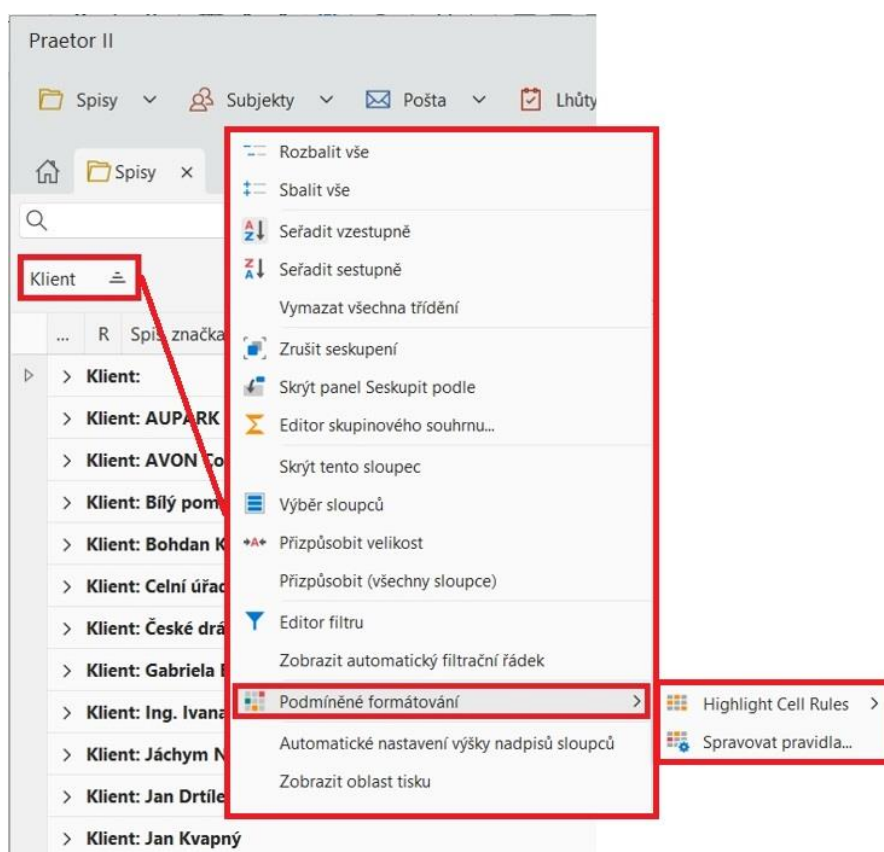 Praetor II
Spisy
Subjekty
Pošta
Lhůty
Spisy
Klient
... R Spis. značka
Klient:
Klient: AUPARK
Klient: AVON Co
Klient: Bílý pom
Klient: Bohdan K
Klient: Celní úřad
Klient: České drá
Klient: Gabriela
Klient: Ing. Ivana
Klient: Jáchym N
Klient: Jan Drtíle
Klient: Jan Kvapný
Rozbalit vše
Sbalit vše
Seřadit vzestupně
Seřadit sestupně
Vymazat všechna třídění
Zrušit seskupení
Skrýt panel Seskupit podle
Editor skupinového souhrnu...
Skrýt tento sloupec
Výběr sloupců
Přizpůsobit velikost
Přizpůsobit (všechny sloupce)
Editor filtru
Zobrazit automatický filtrační řádek
Podmíněné formátování
Automatické nastavení výšky nadpisů sloupců
Zobrazit oblast tisku
Highlight Cell Rules
Spravovat pravidla...